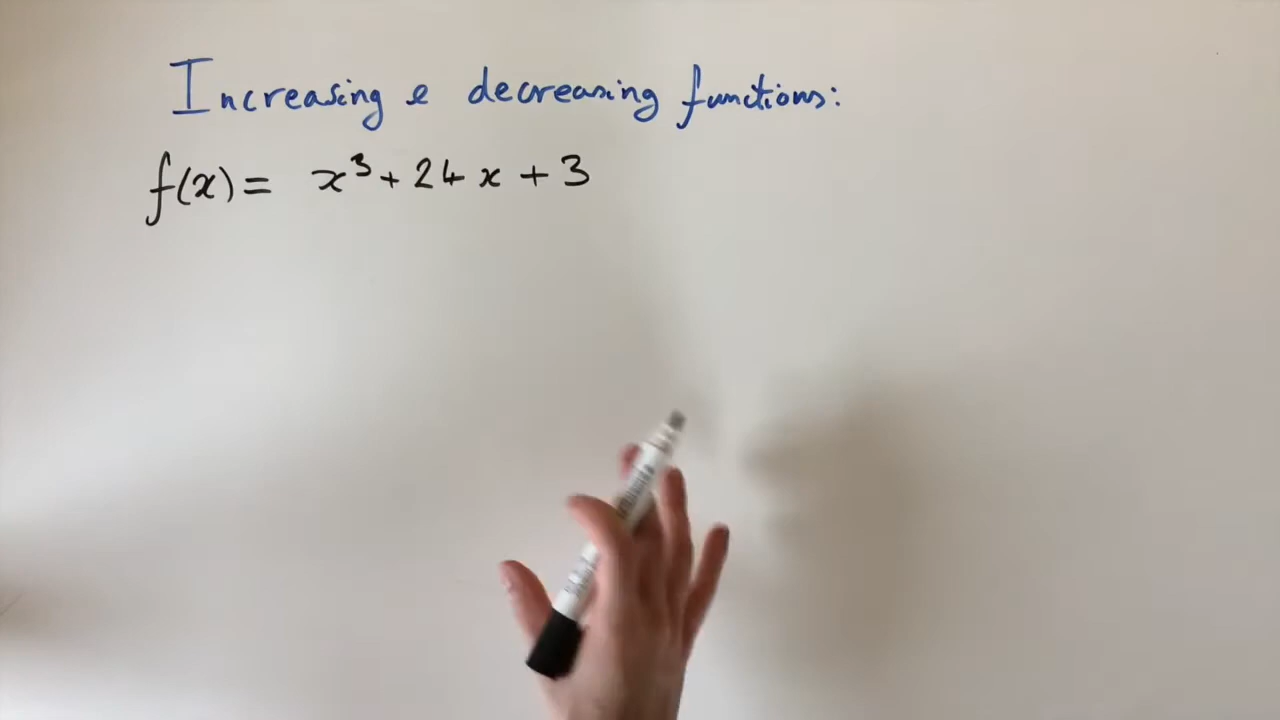 Increasing e decreasing functions:
f(x) = x³ + 24x + 3